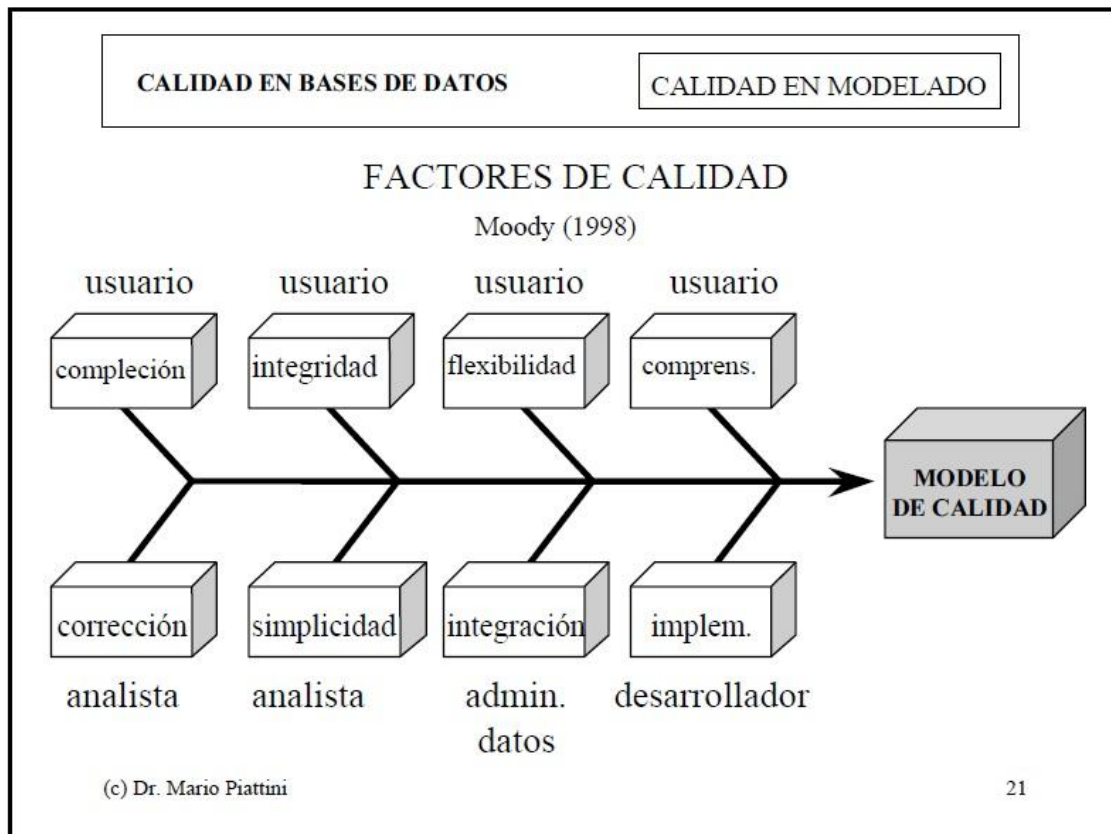 CALIDAD EN BASES DE DATOS
CALIDAD EN MODELADO
FACTORES DE CALIDAD
Moody (1998)
usuario usuario usuario usuario
compleción integridad flexibilidad comprens.
MODELO
DE CALIDAD
corrección simplicidad integración implem.
analista analista admin. desarrollador
datos
(c) Dr. Mario Piattini 21